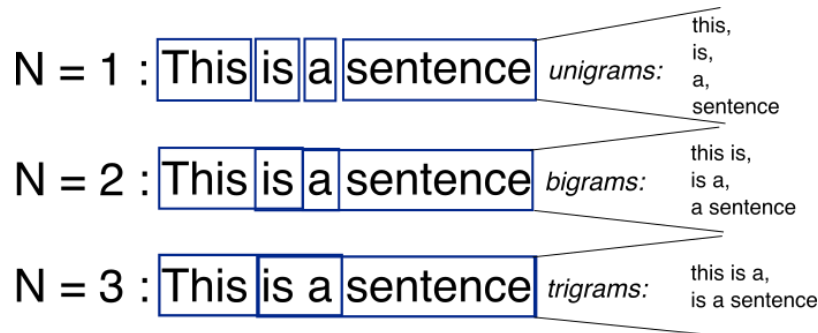 N = 1 : This is a sentence unigrams:
this,
is,
a,
sentence
N = 2 : This is a sentence bigrams:
this is,
is a,
a sentence
N = 3 : This is a sentence trigrams:
this is a,
is a sentence